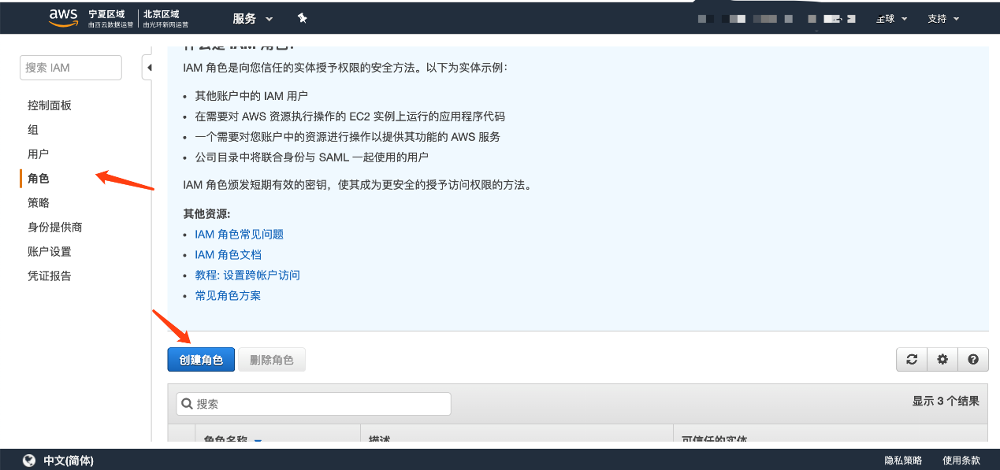 aws 宁夏区域 北京区域 服务 全球 支持
由西云数据运营 由光环新网运营
搜索 IAM
控制面板
组
用户
角色
策略
身份提供商
账户设置
凭证报告
什么是 IAM 角色?
IAM 角色是向您信任的实体授予权限的安全方法。以下为实体示例:
• 其他账户中的 IAM 用户
• 在需要对 AWS 资源执行操作的 EC2 实例上运行的应用程序代码
• 一个需要对您账户中的资源进行操作以提供其功能的 AWS 服务
• 公司目录中将联合身份与 SAML 一起使用的用户
IAM 角色颁发短期有效的密钥，使其成为更安全的授予访问权限的方法。
其他资源:
• IAM 角色常见问题
• IAM 角色文档
• 教程: 设置跨帐户访问
• 常见角色方案
创建角色 删除角色
搜索 显示 3 个结果
角色名称 描述 可信任的实体
中文(简体) 隐私策略 使用条款